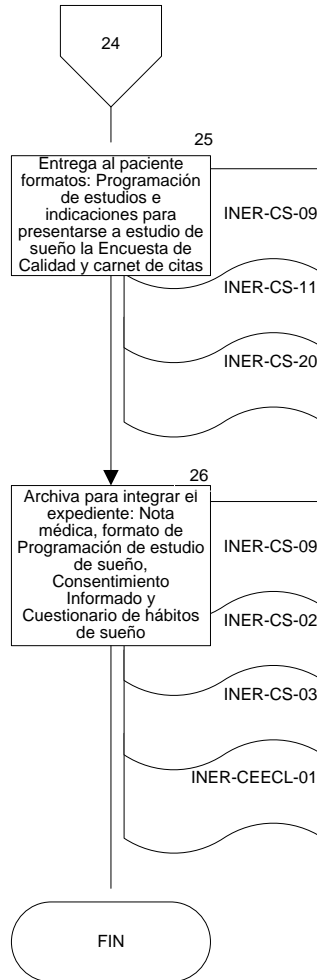 24
25
Entrega al paciente
formatos: Programación
de estudios e
indicaciones para
presentarse a estudio de
sueño la Encuesta de
Calidad y carnet de citas
INER-CS-09
INER-CS-11
INER-CS-20
26
Archiva para integrar el
expediente: Nota
médica, formato de
Programación de estudio
de sueño,
Consentimiento
Informado y
Cuestionario de hábitos
de sueño
INER-CS-09
INER-CS-02
INER-CS-03
INER-CEECL-01
FIN